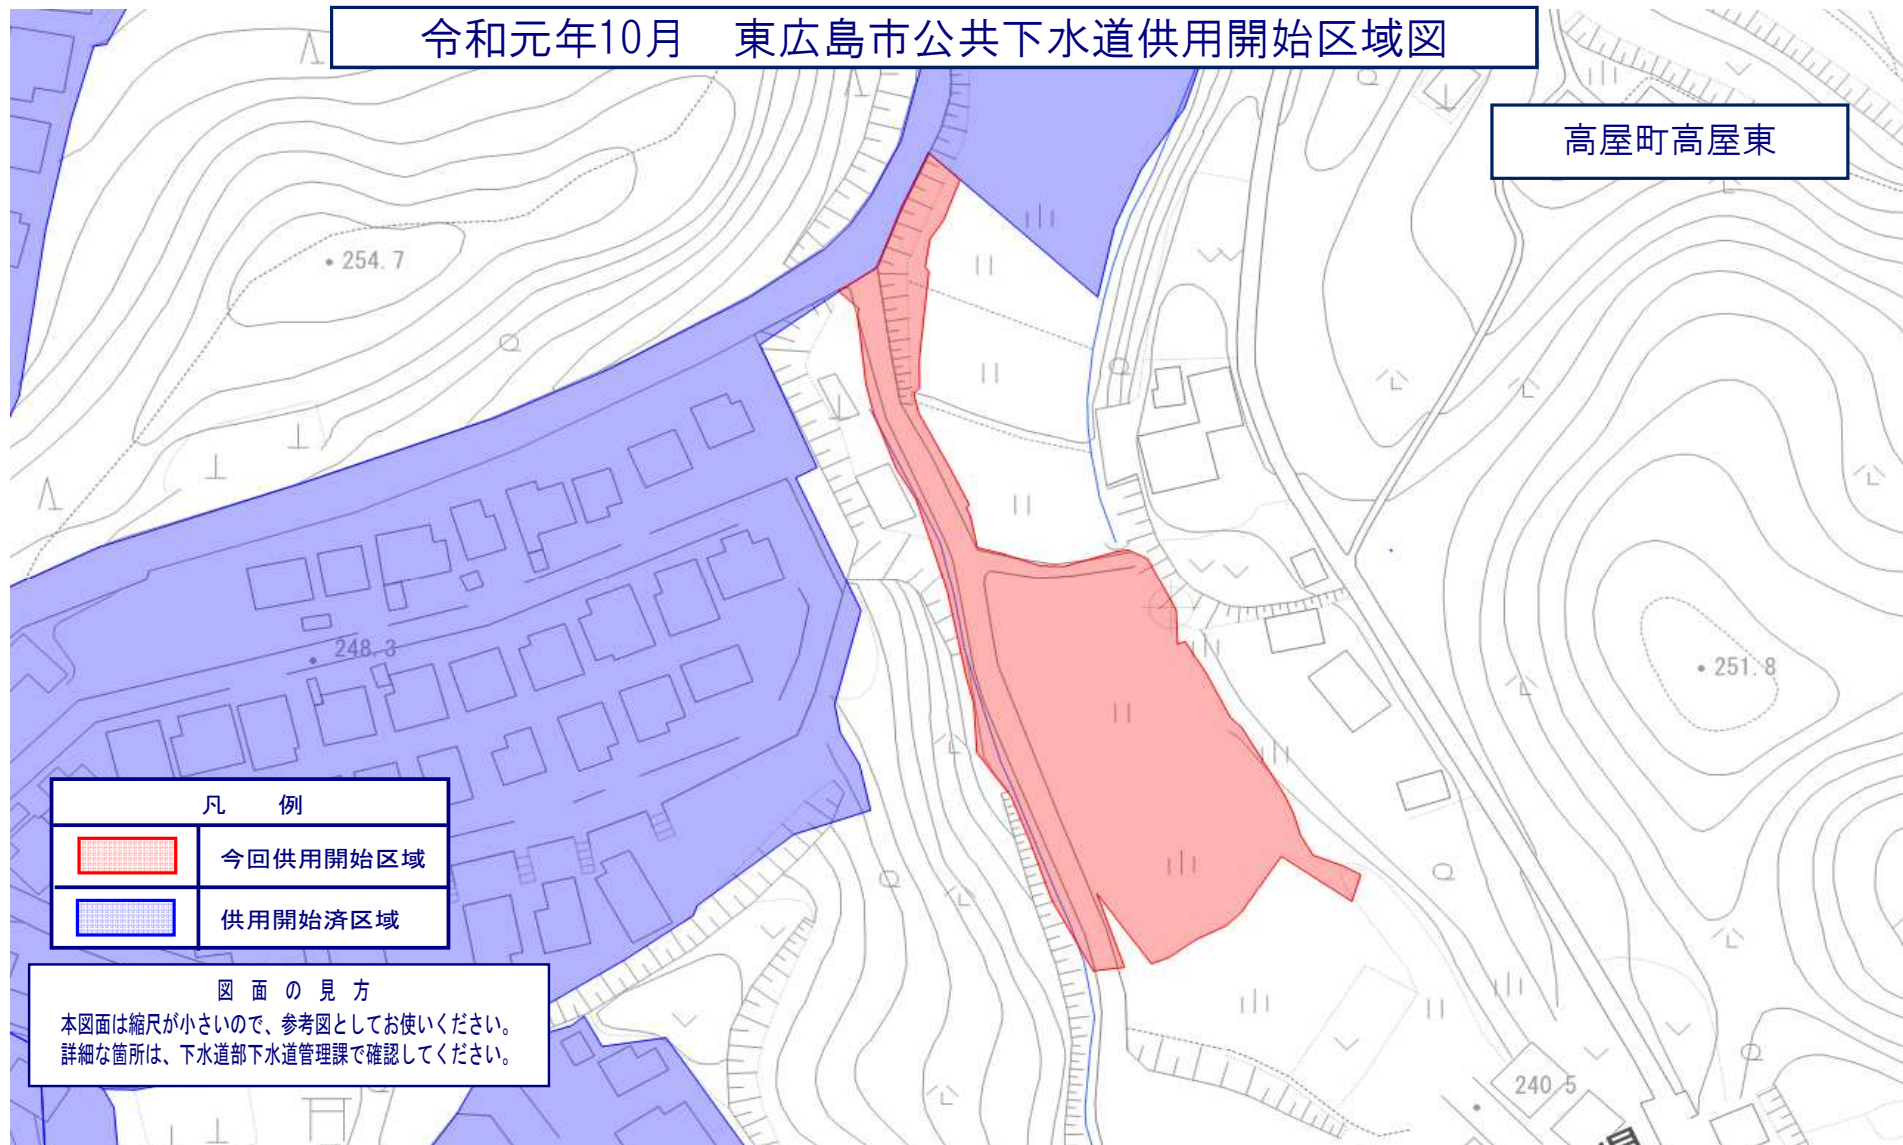 令和元年10月　東広島市公共下水道供用開始区域図
高屋町高屋東
254.7
248.3
251.8
凡　例
今回供用開始区域
供用開始済区域
図面の見方
本図面は縮尺が小さいので、参考図としてお使いください。
詳細な箇所は、下水道部下水道管理課で確認してください。
240.5